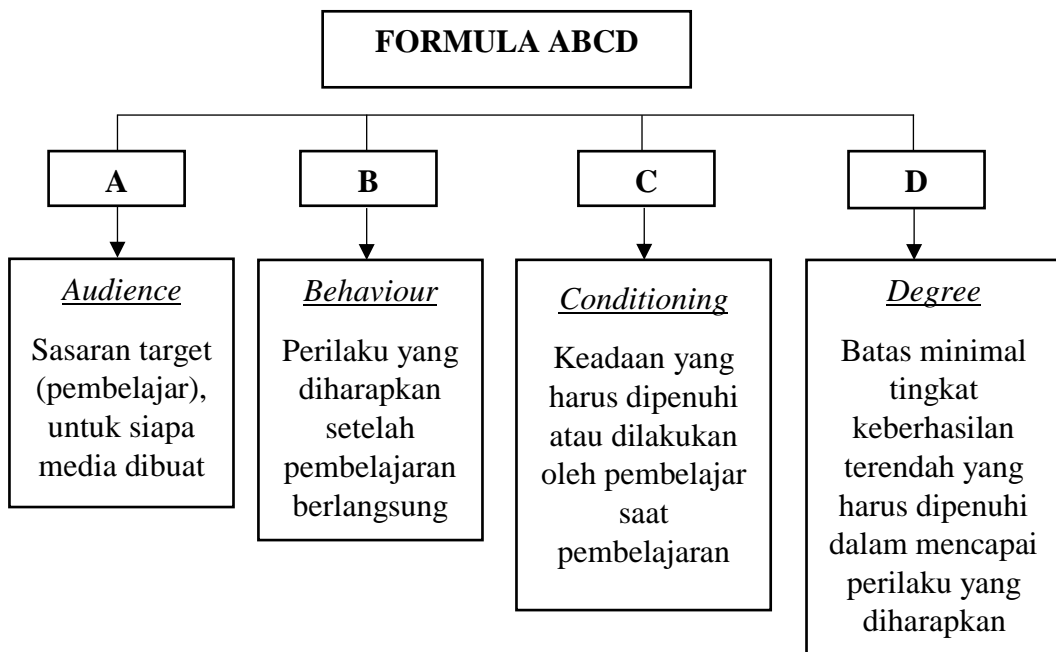 FORMULA ABCD
A
B
C
D
Audience
Sasaran target
(pembelajar),
untuk siapa
media dibuat
Behaviour
Perilaku yang
diharapkan
setelah
pembelajaran
berlangsung
Conditioning
Keadaan yang
harus dipenuhi
atau dilakukan
oleh pembelajar
saat
pembelajaran
Degree
Batas minimal
tingkat
keberhasilan
terendah yang
harus dipenuhi
dalam mencapai
perilaku yang
diharapkan